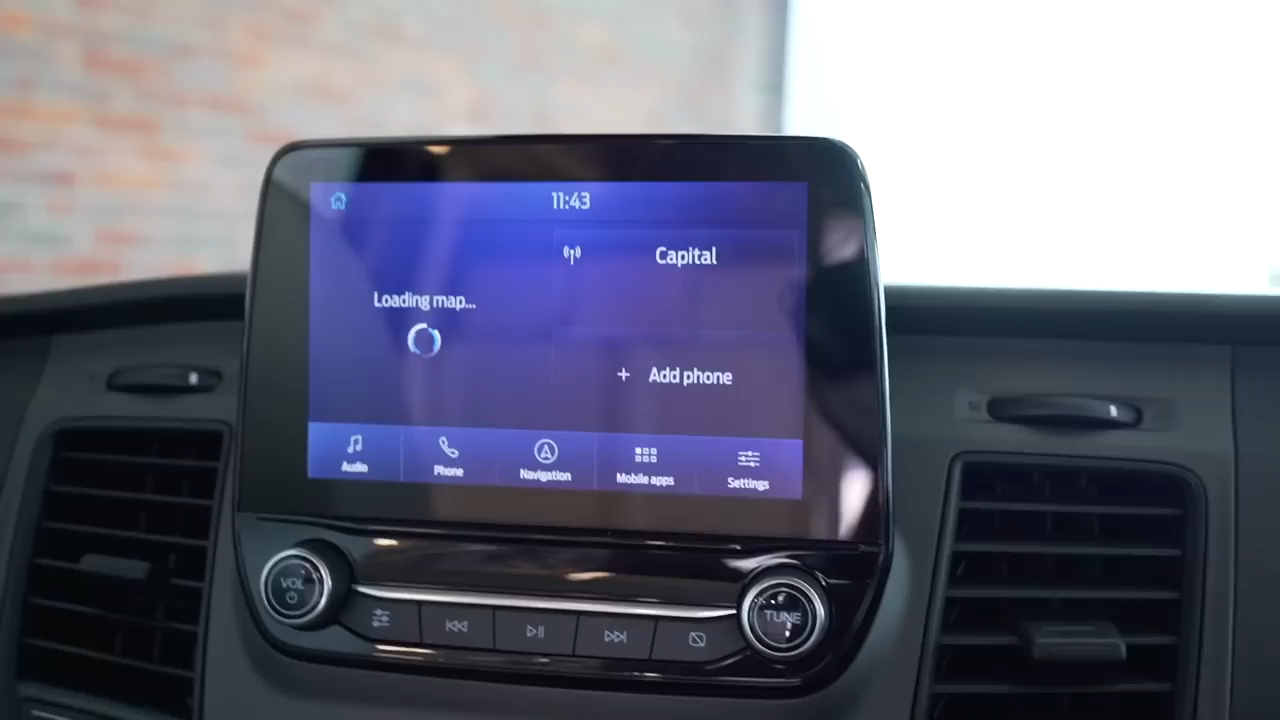 11:43
Capital
Loading map...
+ Add phone
Audio
Phone
Navigation
Mobile apps
Settings
VOL
TUNE